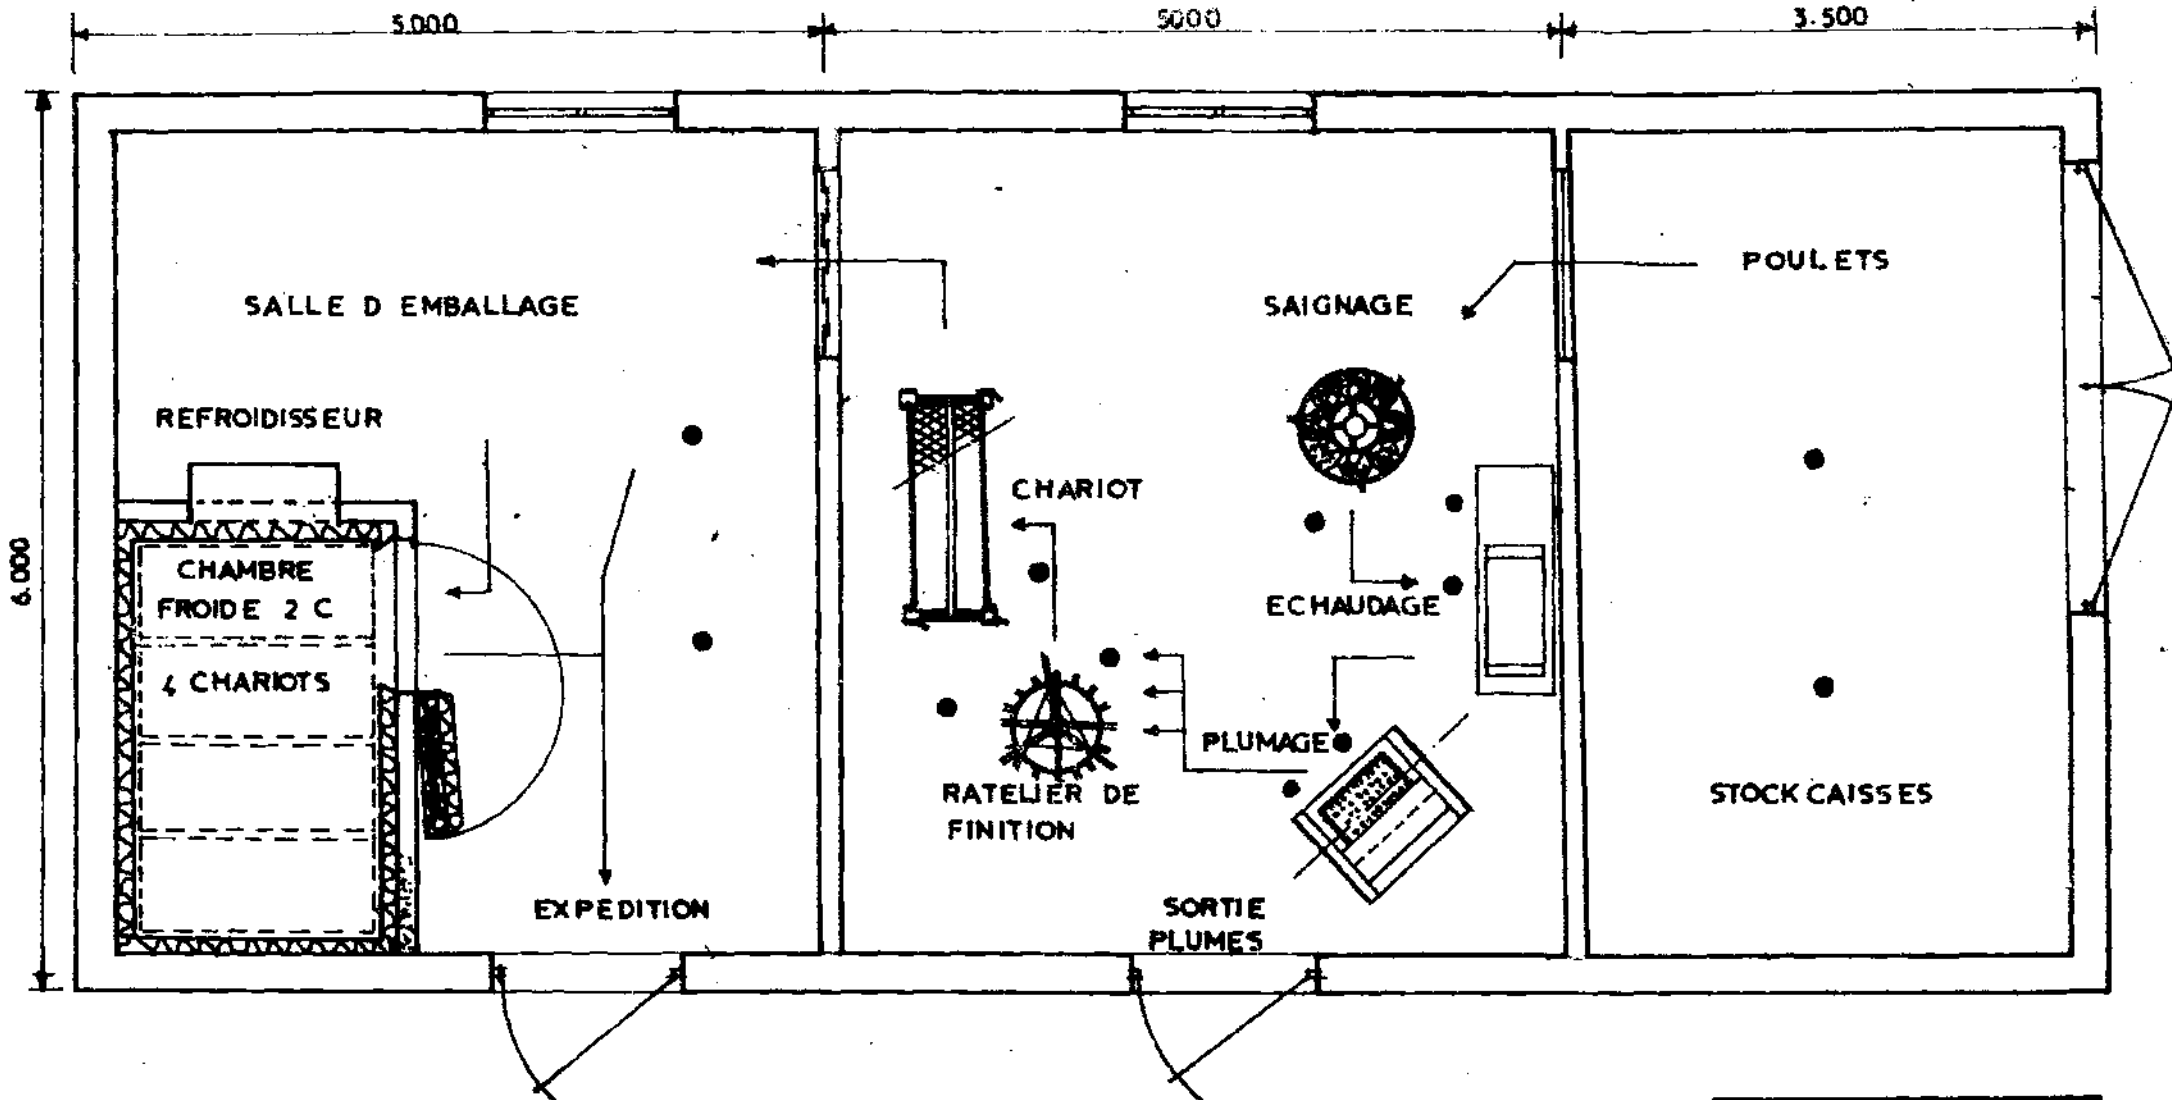 5.000
5000
3.500
6.000
SALLE D EMBALLAGE
SAIGNAGE
POULETS
REFROIDISSEUR
CHARIOT
CHAMBRE
FROIDE 2 C
4 CHARIOTS
ECHAUDAGE
PLUMAGE
RATELIER DE
FINITION
STOCK CAISSES
EXPEDITION
SORTIE
PLUMES